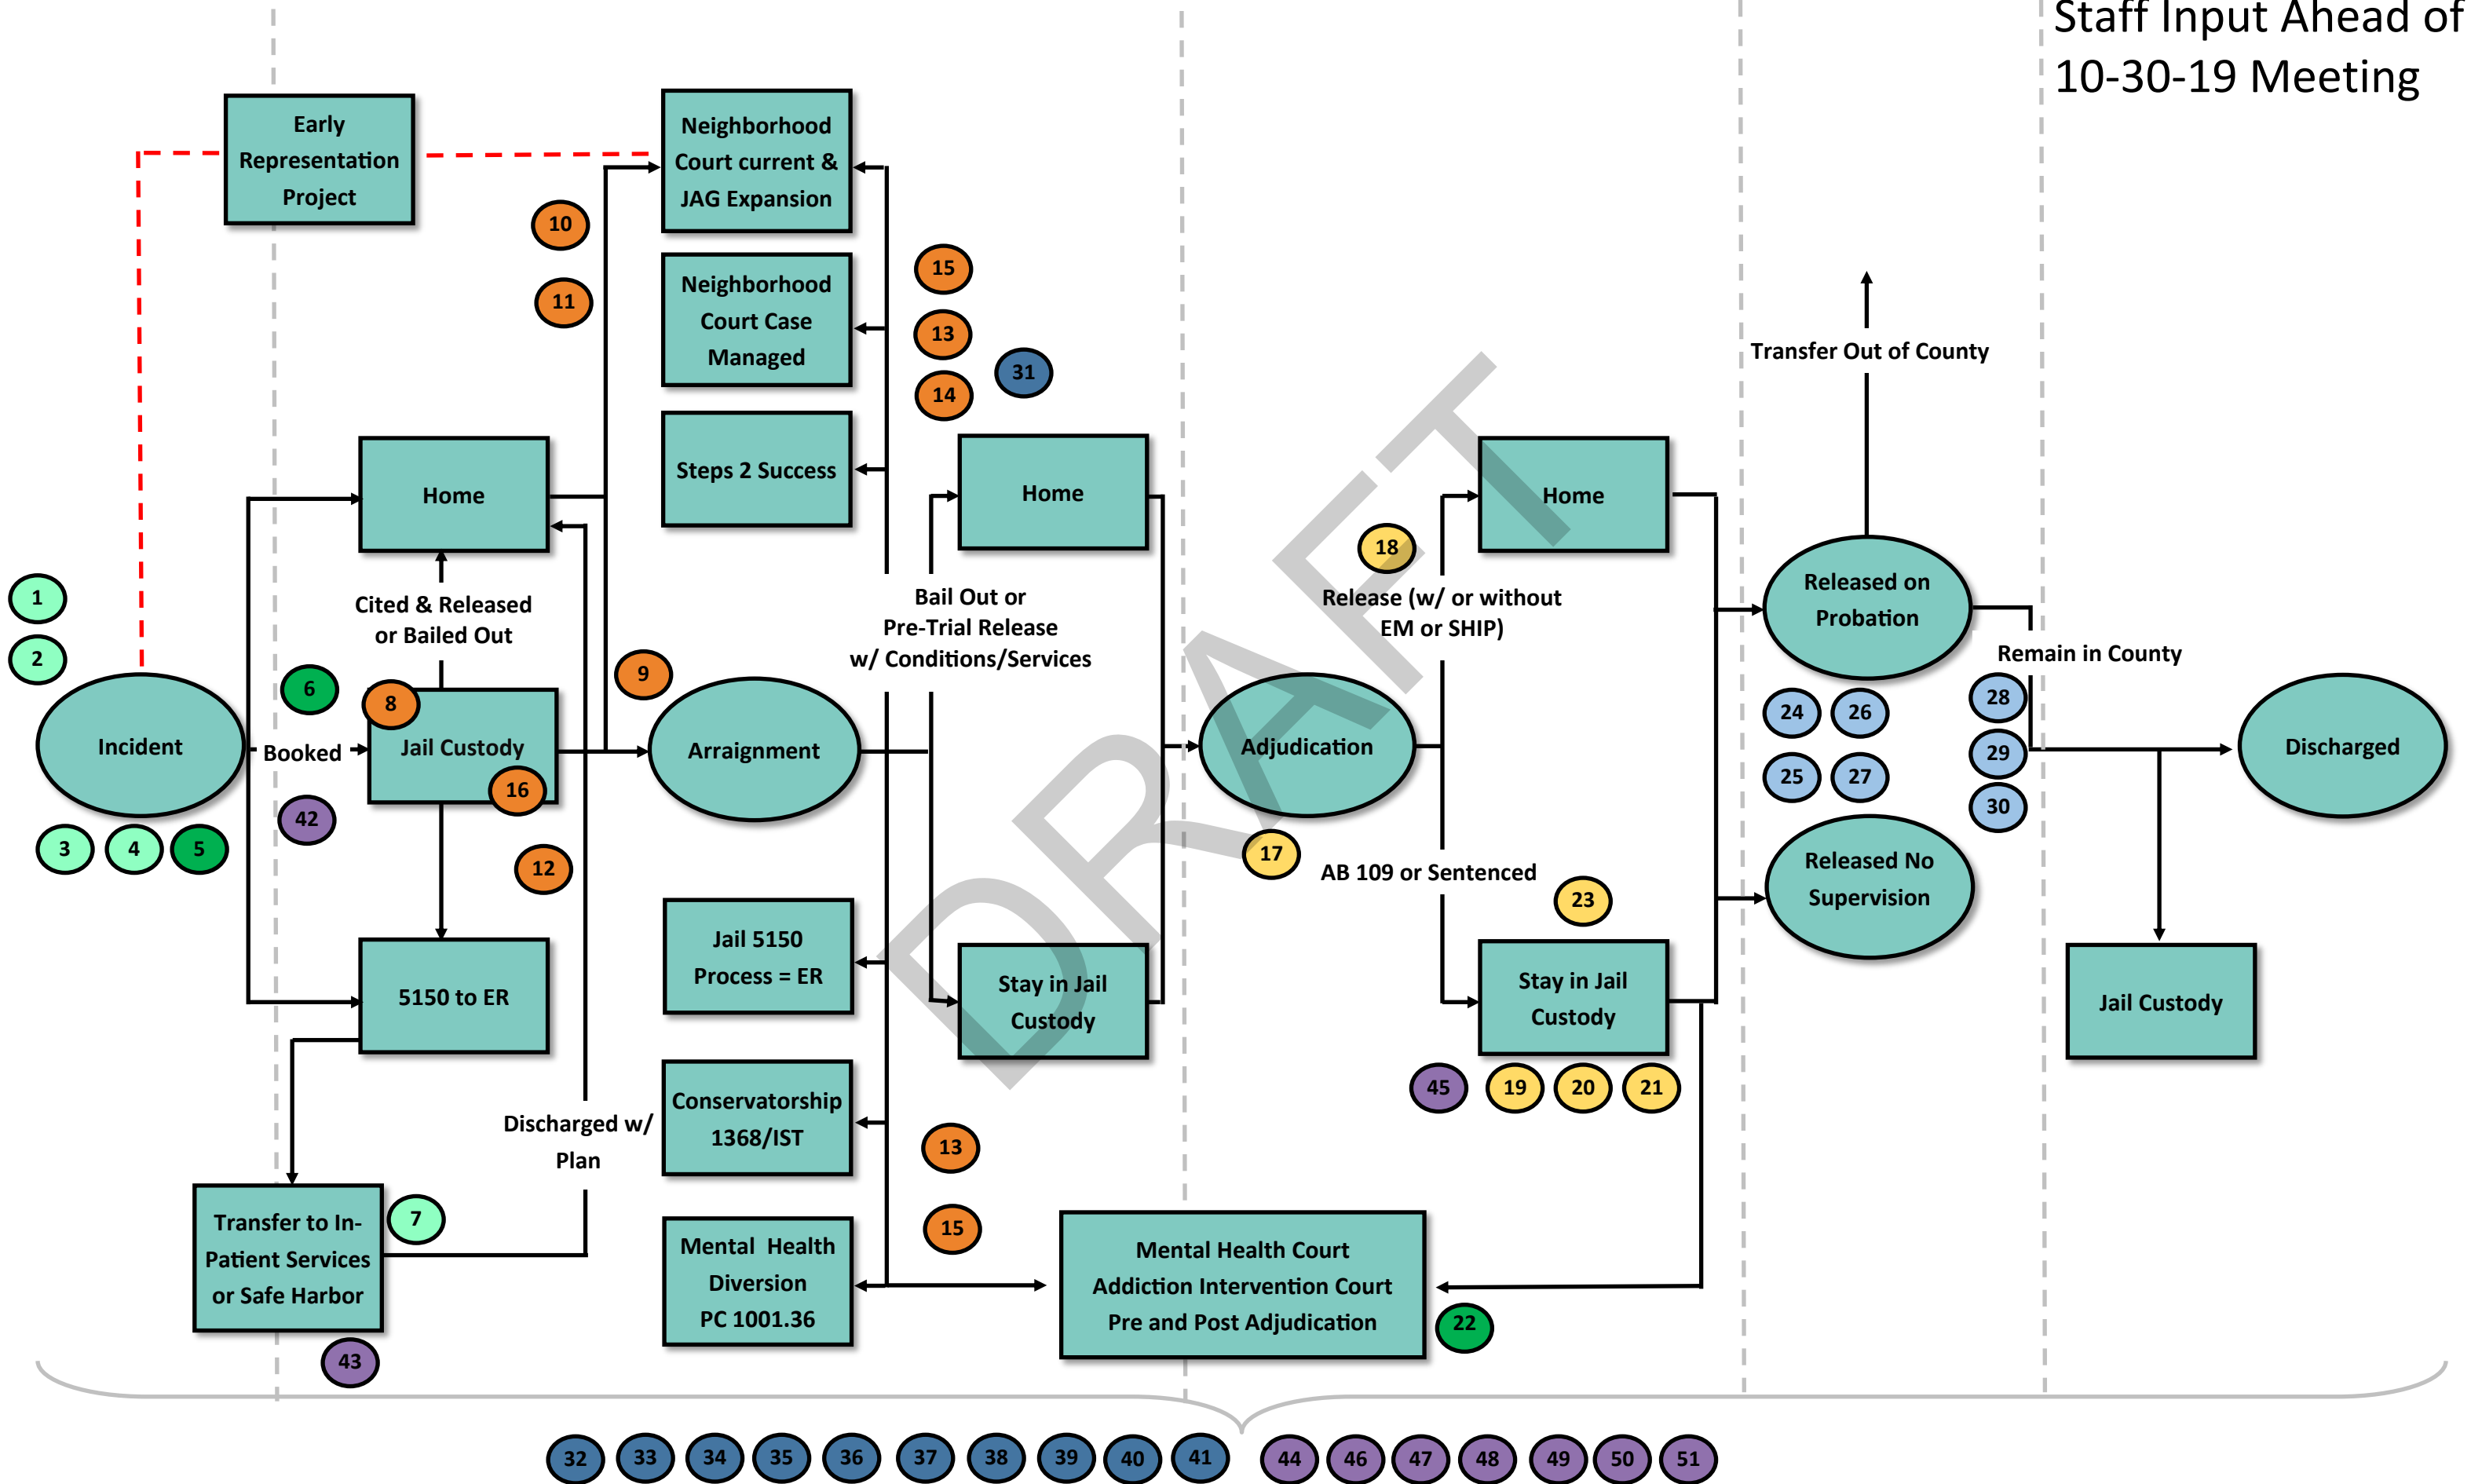 Staff Input Ahead of
10-30-19 Meeting
Early
Representation
Project
Neighborhood
Court current &
JAG Expansion
10
11
Neighborhood
Court Case
Managed
15
13
14
31
Steps 2 Success
Home
Home
Home
Transfer Out of County
18
1
2
Cited & Released
or Bailed Out
Bail Out or
Pre-Trial Release
w/ Conditions/Services
Release (w/ or without
EM or SHIP)
Released on
Probation
Remain in County
6
8
9
Incident
Booked
Jail Custody
16
Arraignment
Adjudication
24
26
25
27
28
29
30
Discharged
3
4
5
42
12
17
AB 109 or Sentenced
23
Released No
Supervision
5150 to ER
Jail 5150
Process = ER
Stay in Jail
Custody
Stay in Jail
Custody
Jail Custody
45
19
20
21
Discharged w/
Plan
Conservatorship
1368/IST
13
15
Transfer to In-
Patient Services
or Safe Harbor
7
43
Mental Health
Diversion
PC 1001.36
Mental Health Court
Addiction Intervention Court
Pre and Post Adjudication
22
DRAFT
32
33
34
35
36
37
38
39
40
41
44
46
47
48
49
50
51